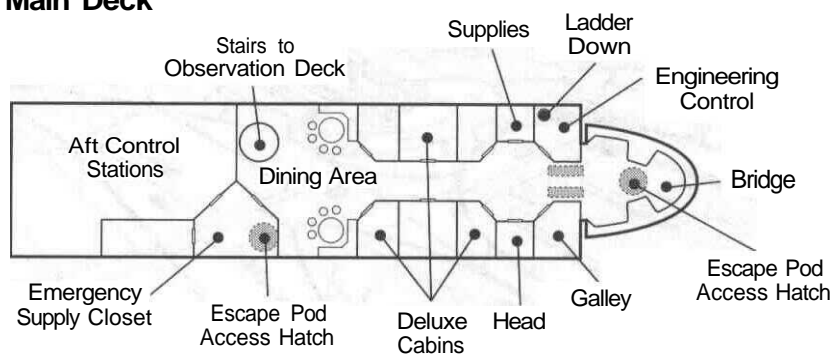 Main Deck
Supplies
Ladder
Down
Stairs to
Observation Deck
Engineering
Control
Aft Control
Stations
Dining Area
Bridge
Emergency
Supply Closet
Escape Pod
Access Hatch
Deluxe
Cabins
Head
Galley
Escape Pod
Access Hatch